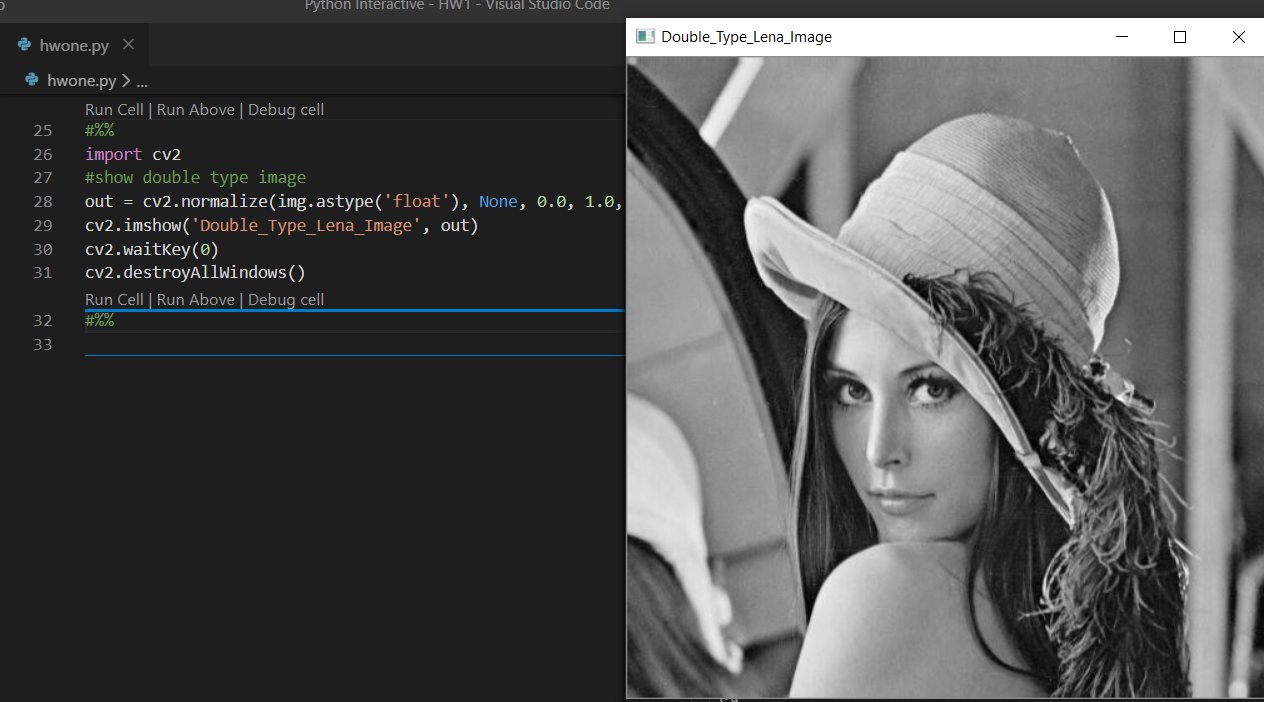 Python Interactive - HW1 - Visual Studio Code
hwone.py
hwone.py > ...
Run Cell | Run Above | Debug cell
25 #%%
26 import cv2
27 #show double type image
28 out = cv2.normalize(img.astype('float'), None, 0.0, 1.0,
29 cv2.imshow('Double_Type_Lena_Image', out)
30 cv2.waitKey(0)
31 cv2.destroyAllWindows()
Run Cell | Run Above | Debug cell
32 #%%
33
Double_Type_Lena_Image